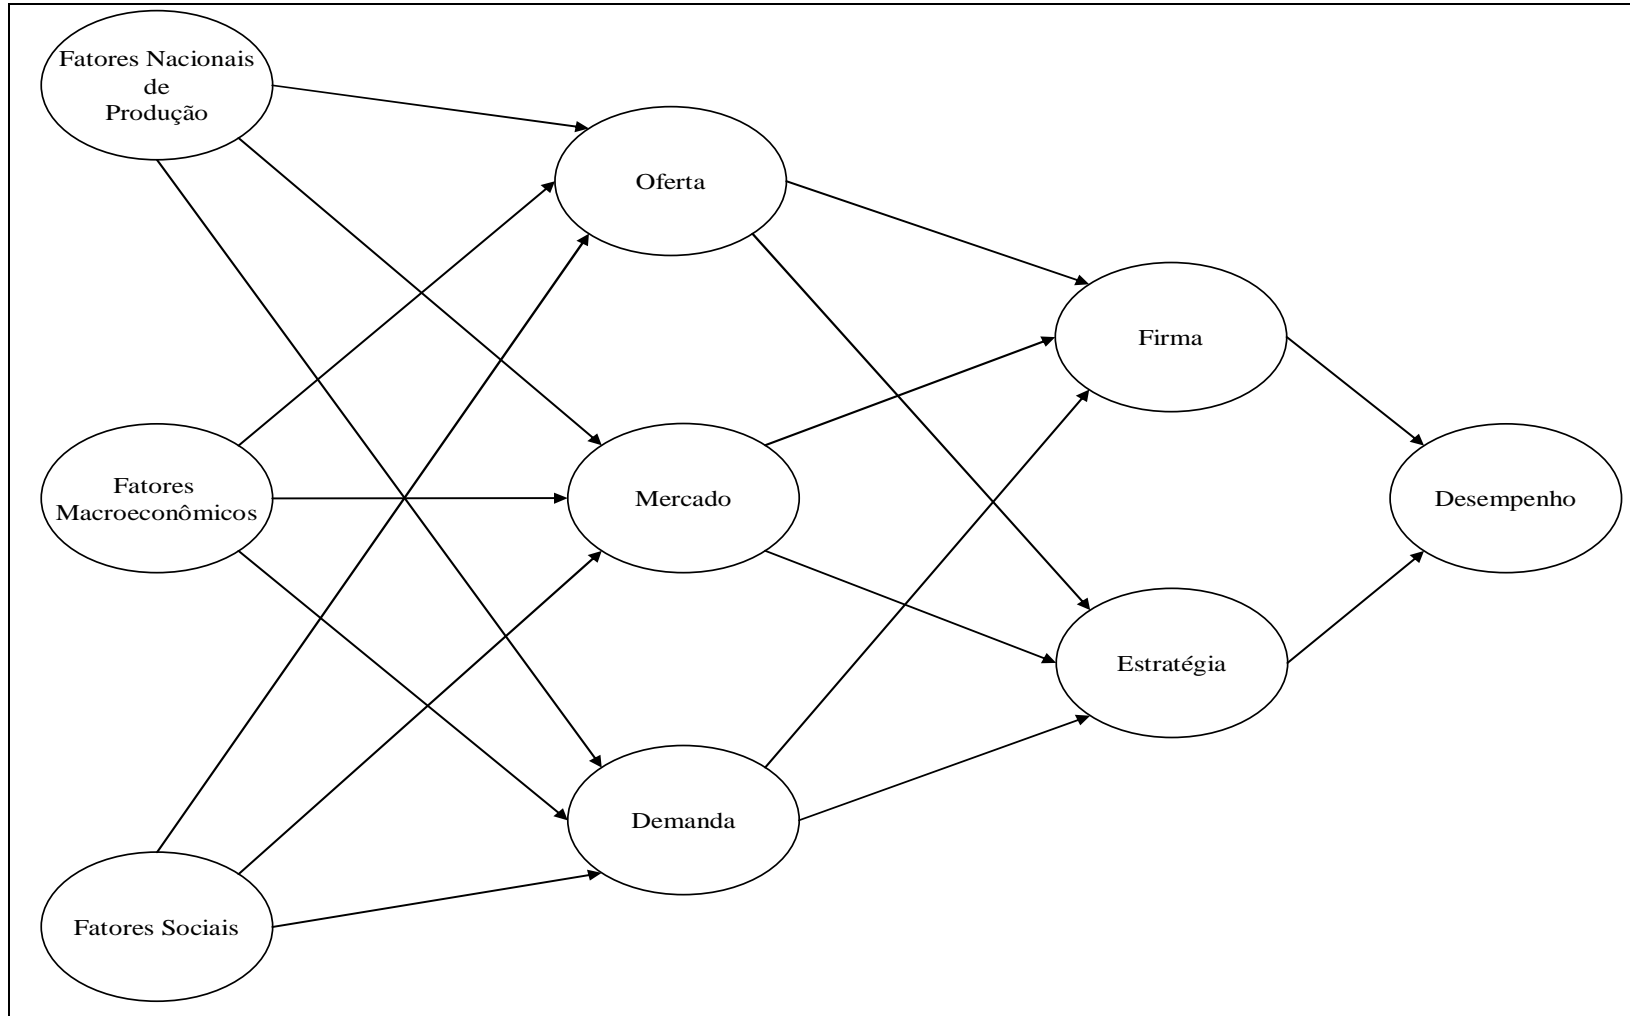 Fatores Nacionais
de
Produção
Oferta
Firma
Fatores
Macroeconômicos
Mercado
Desempenho
Estratégia
Demanda
Fatores Sociais